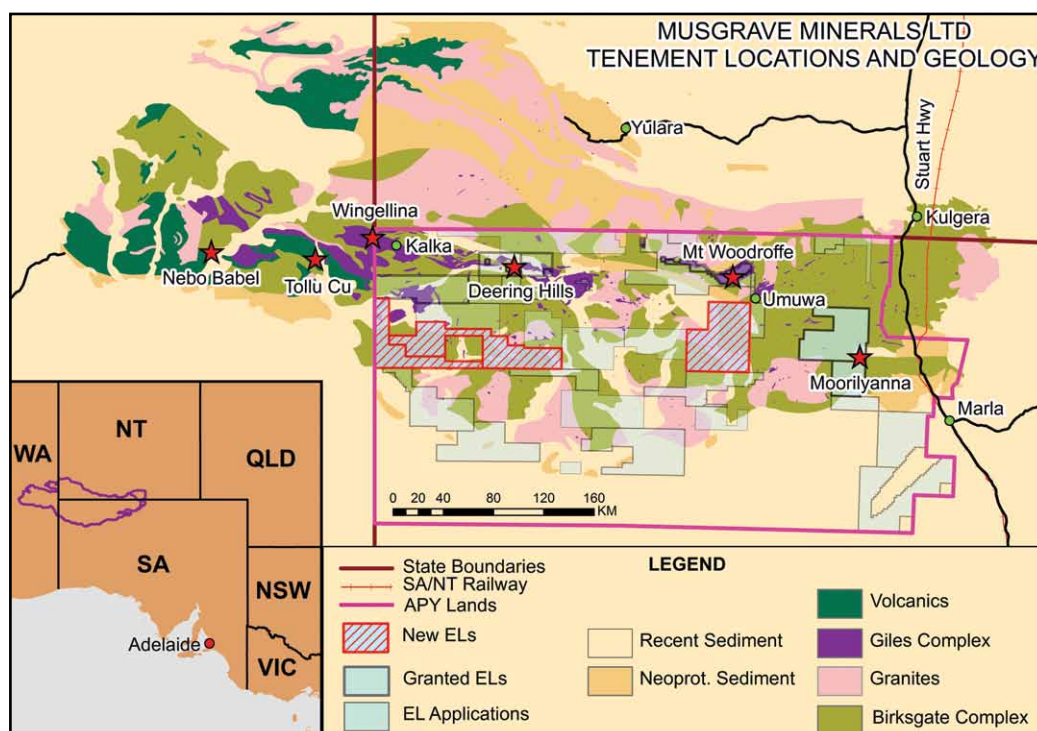 MUSGRAVE MINERALS LTD
TENEMENT LOCATIONS AND GEOLOGY
Yulara
Stuart Hwy
Kulgera
Wingellina
Kalka
Mt Woodroffe
Nebo Babel
Tollu Cu
Deering Hills
Umuwa
Moorilyanna
Marla
0 20 40 80 120 160
KM
NT
WA
QLD
SA
NSW
Adelaide
VIC
LEGEND
State Boundaries
SA/NT Railway
APY Lands
New ELs
Granted ELs
EL Applications
Recent Sediment
Neoprot. Sediment
Volcanics
Giles Complex
Granites
Birksgate Complex